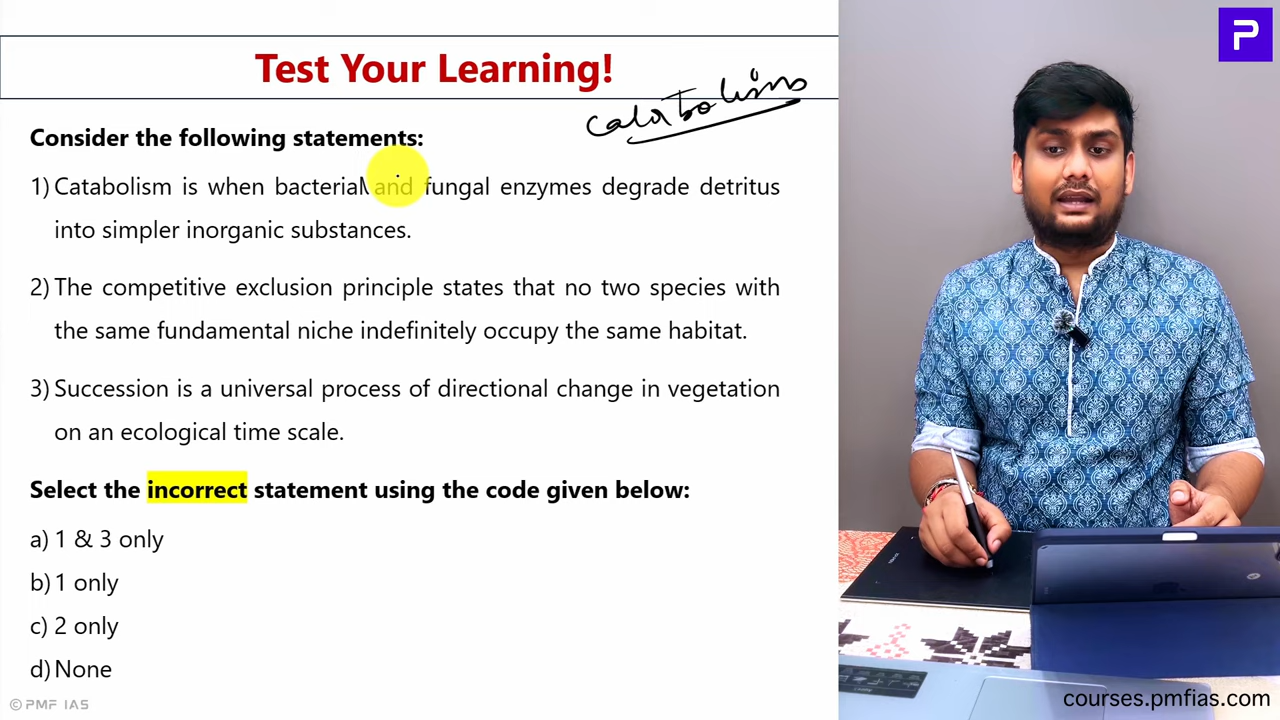 P
Test Your Learning!
catabolism
Consider the following statements:
1) Catabolism is when bacterial and fungal enzymes degrade detritus
into simpler inorganic substances.
2) The competitive exclusion principle states that no two species with
the same fundamental niche indefinitely occupy the same habitat.
3) Succession is a universal process of directional change in vegetation
on an ecological time scale.
Select the incorrect statement using the code given below:
a) 1 & 3 only
b) 1 only
c) 2 only
d) None
© PMF IAS
courses.pmfias.com